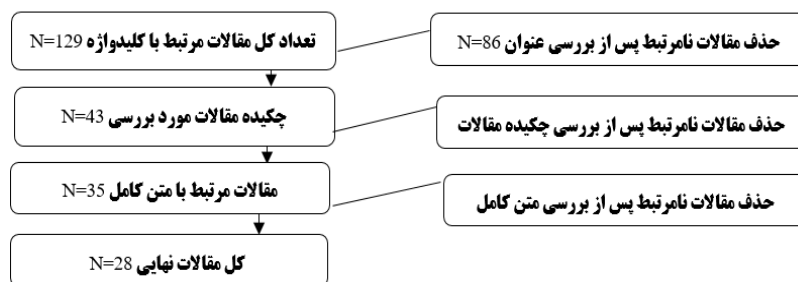 تعداد کل مقالات مرتبط با کلیدواژه N=129
حذف مقالات نامرتبط پس از بررسی عنوان N=86
چکیده مقالات مورد بررسی N=43
حذف مقالات نامرتبط پس از بررسی چکیده مقالات
مقالات مرتبط با متن کامل N=35
حذف مقالات نامرتبط پس از بررسی متن کامل
کل مقالات نهایی N=28